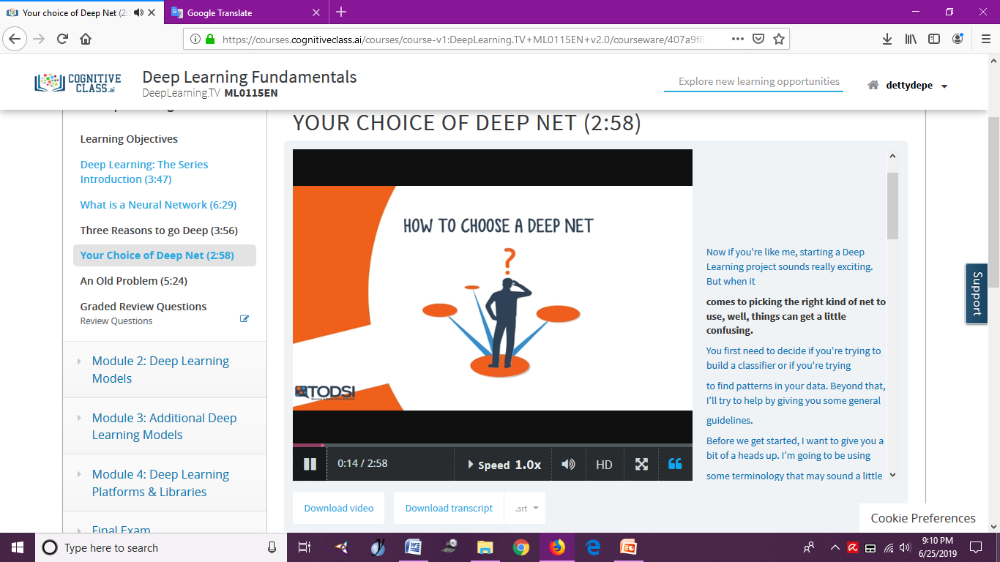 Your choice of Deep Net (2:5
Google Translate
https://courses.cognitiveclass.ai/courses/course-v1:DeepLearning.TV+ML0115EN+v2.0/courseware/407a9f8
COGNITIVE
CLASS.ai
Deep Learning Fundamentals
DeepLearning.TV ML0115EN
Explore new learning opportunities
dettydepe
Learning Objectives
Deep Learning: The Series
Introduction (3:47)
What is a Neural Network (6:29)
Three Reasons to go Deep (3:56)
Your Choice of Deep Net (2:58)
An Old Problem (5:24)
Graded Review Questions
Review Questions
Module 2: Deep Learning
Models
Module 3: Additional Deep
Learning Models
Module 4: Deep Learning
Platforms & Libraries
Final Exam
YOUR CHOICE OF DEEP NET (2:58)
HOW TO CHOOSE A DEEP NET
?
TODSI
0:14 / 2:58
Speed 1.0x
HD
Now if you're like me, starting a Deep
Learning project sounds really exciting.
But when it
comes to picking the right kind of net to
use, well, things can get a little
confusing.
You first need to decide if you're trying to
build a classifier or if you're trying
to find patterns in your data. Beyond that,
I'll try to help by giving you some general
guidelines.
Before we get started, I want to give you a
bit of a heads up. I'm going to be using
some terminology that may sound a little
Download video
Download transcript
.srt
Support
Cookie Preferences
Type here to search
9:10 PM
6/25/2019